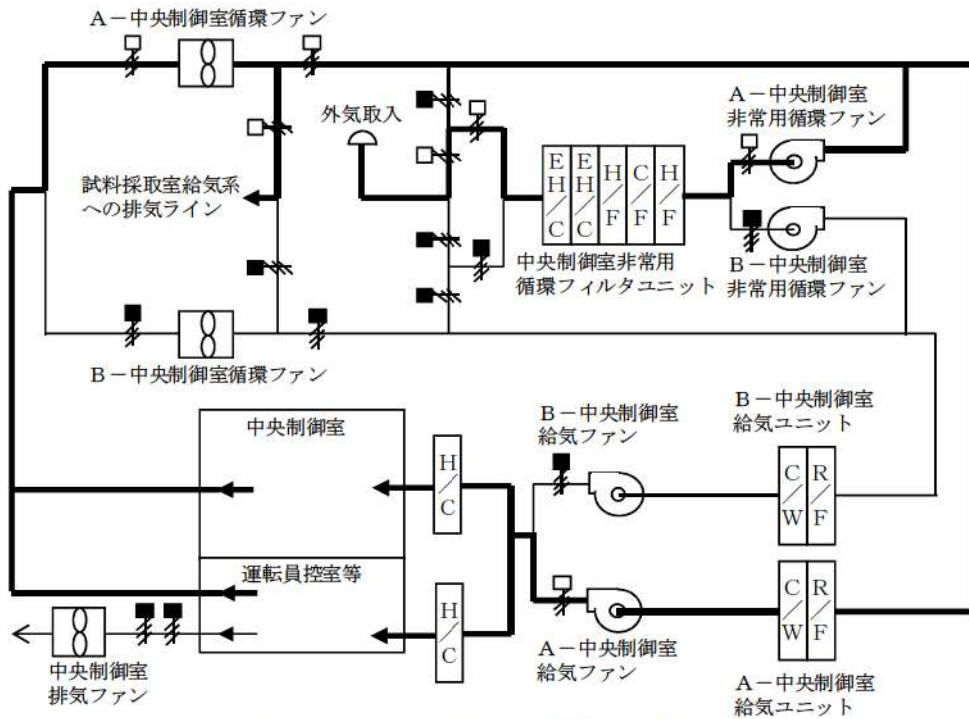 A－中央制御室循環ファン
外気取入
A－中央制御室
非常用循環ファン
試料採取室給気系
への排気ライン
E
H
/
C
E
H
/
C
H
/
F
C
/
F
H
/
F
中央制御室非常用
循環フィルタユニット
B－中央制御室
非常用循環ファン
B－中央制御室循環ファン
中央制御室
H
/
C
B－中央制御室
給気ファン
B－中央制御室
給気ユニット
C
/
W
R
/
F
運転員控室等
H
/
C
A－中央制御室
給気ファン
C
/
W
R
/
F
A－中央制御室
給気ユニット
中央制御室
排気ファン